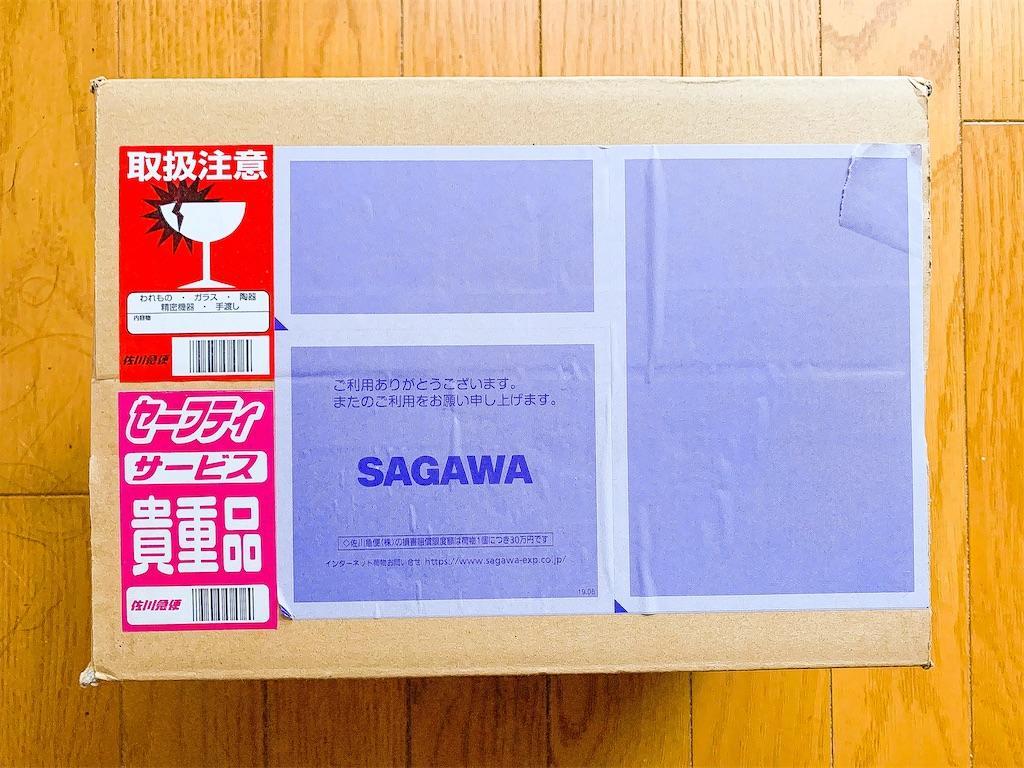 取扱注意
われもの ・ ガラス ・ 陶器
精密機器 ・ 手渡し
内容物
佐川急便
セーフティ
サービス
貴重品
佐川急便
ご利用ありがとうございます。
またのご利用をお願い申し上げます。
SAGAWA
◇佐川急便(株)の損害賠償限度額は荷物1個につき30万円です
インターネット荷物お問い合せ https://www.sagawa-exp.co.jp/
19.08